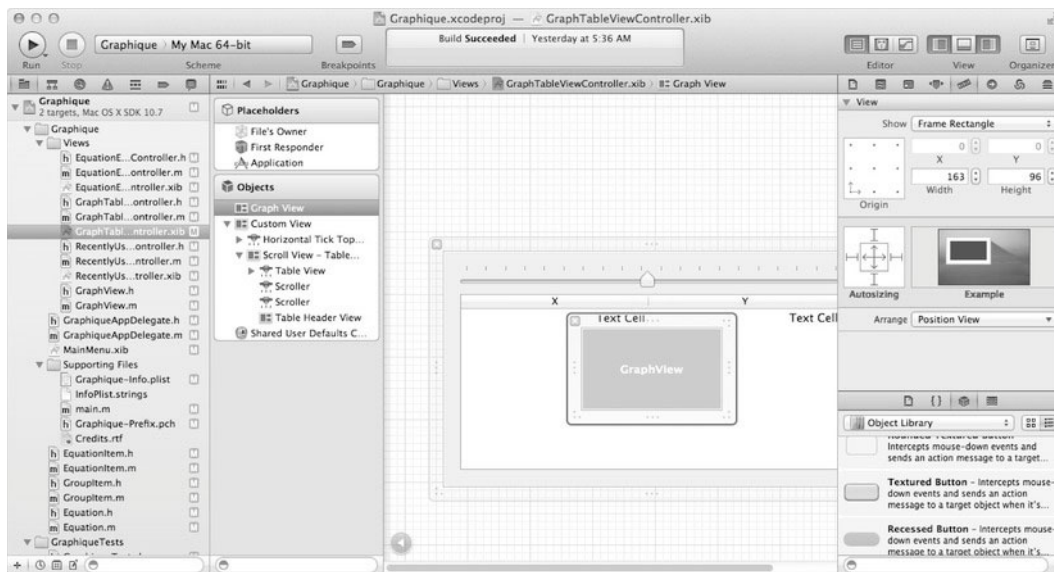 Graphique.xcodeproj — GraphTableViewController.xib
Run
Stop
Graphique
My Mac 64-bit
Scheme
Breakpoints
Build Succeeded | Yesterday at 5:36 AM
Editor
View
Organizer
Graphique
Graphique
Views
GraphTableViewController.xib
Graph View
Graphique
2 targets, Mac OS X SDK 10.7
Graphique
Views
EquationE...Controller.h
EquationE...ontroller.m
EquationE...ntroller.xib
GraphTabl...ontroller.h
GraphTabl...ontroller.m
GraphTabl...ntroller.xib
RecentlyUs...ontroller.h
RecentlyUs...ntroller.m
RecentlyUs...troller.xib
GraphView.h
GraphView.m
GraphiqueAppDelegate.h
GraphiqueAppDelegate.m
MainMenu.xib
Supporting Files
Graphique-Info.plist
InfoPlist.strings
main.m
Graphique-Prefix.pch
Credits.rtf
EquationItem.h
EquationItem.m
GroupItem.h
GroupItem.m
Equation.h
Equation.m
GraphiqueTests
Placeholders
File's Owner
First Responder
Application
Objects
Graph View
Custom View
Horizontal Tick Top...
Scroll View - Table...
Table View
Scroller
Scroller
Table Header View
Shared User Defaults C...
X
Y
Text Cell...
Text Cell
GraphView
View
Show
Frame Rectangle
0
0
X
Y
163
96
Width
Height
Origin
Autosizing
Example
Arrange
Position View
Object Library
Rounded Textured Button
Intercepts mouse-down events and
sends an action message to a target...
Textured Button - Intercepts mouse-
down events and sends an action
message to a target object when it's...
Recessed Button - Intercepts mouse-
down events and sends an action
message to a target object when it's...